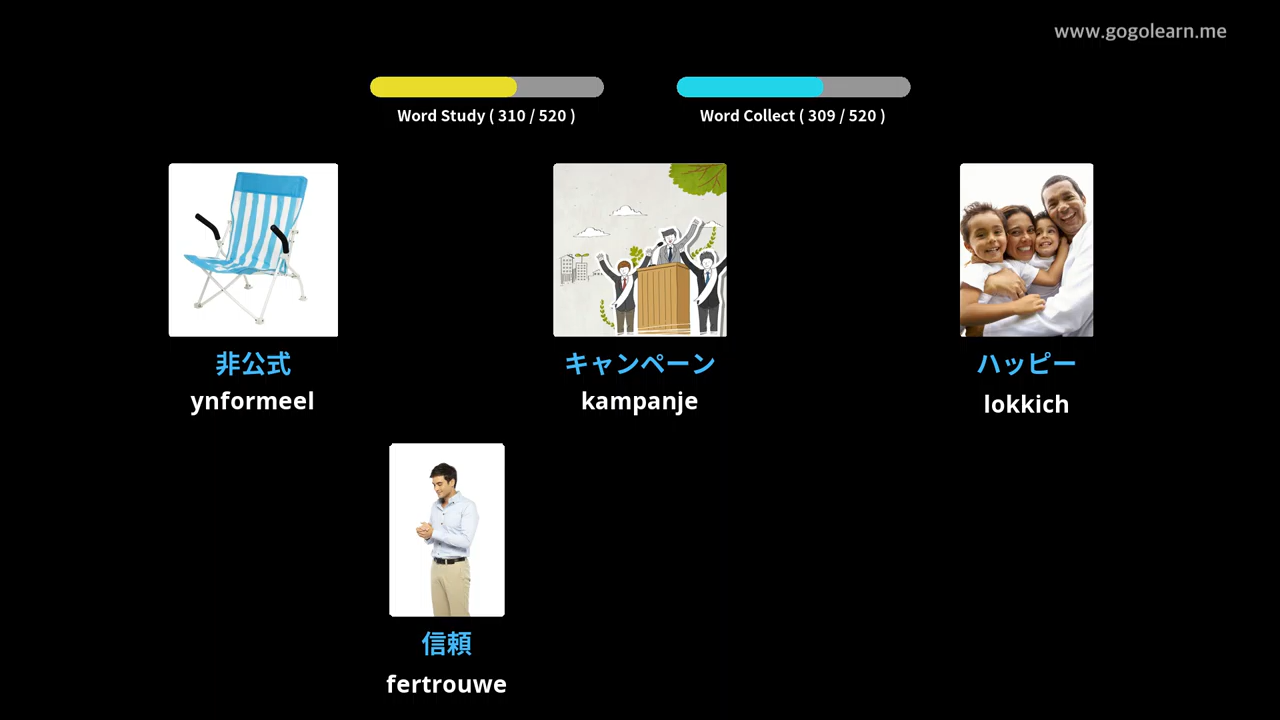 www.gogolearn.me
Word Study ( 310 / 520 )
Word Collect ( 309 / 520 )
非公式
ynformeel
キャンペーン
kampanje
ハッピー
lokkich
信頼
fertrouwe